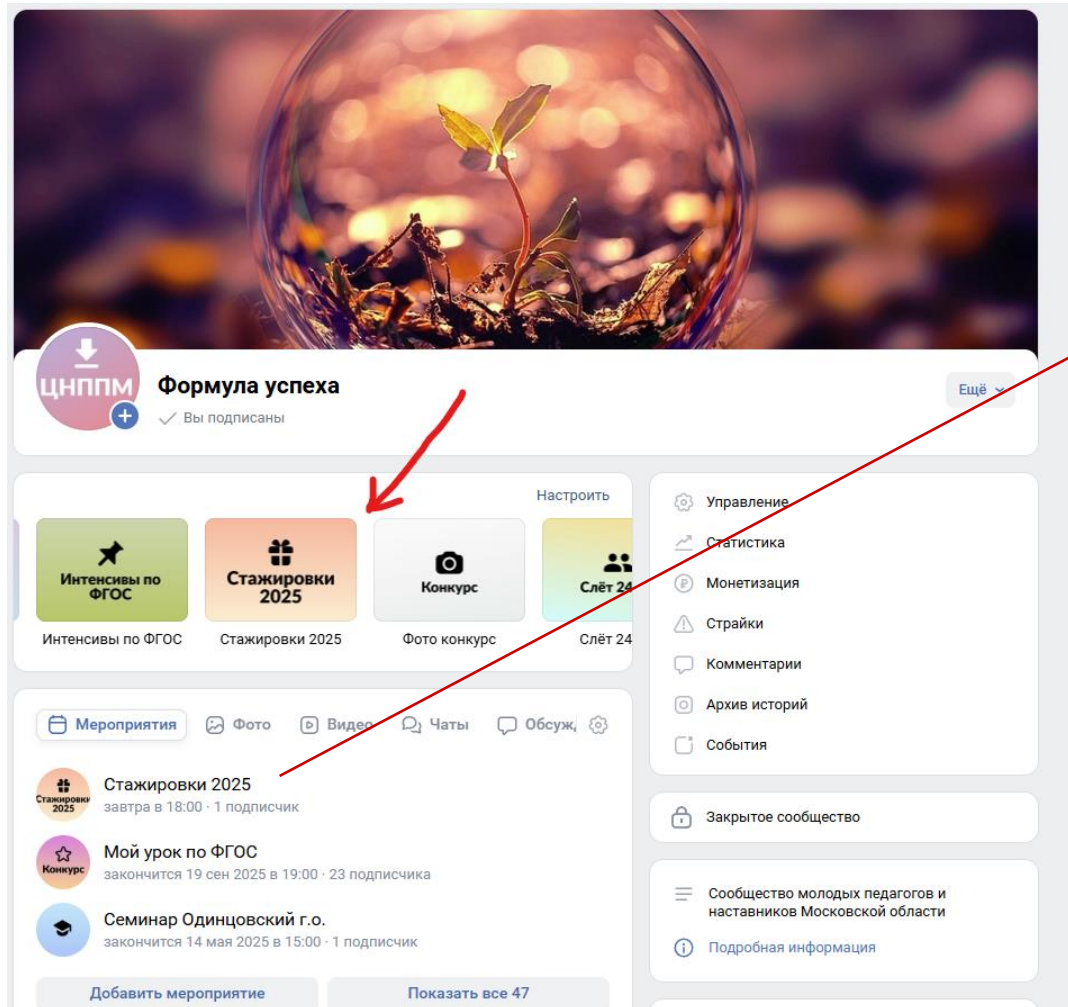 ЦНППМ
Формула успеха
Вы подписаны
Ещё
Настроить
Интенсивы по
ФГОС
Стажировки
2025
Конкурс
Слёт 24
Интенсивы по ФГОС
Стажировки 2025
Фото конкурс
Слёт 24
Мероприятия
Фото
Видео
Чаты
Обсуж
Стажировки
2025
Стажировки 2025
завтра в 18:00 · 1 подписчик
Конкурс
Мой урок по ФГОС
закончится 19 сен 2025 в 19:00 · 23 подписчика
Семинар Одинцовский г.о.
закончится 14 мая 2025 в 15:00 · 1 подписчик
Добавить мероприятие
Показать все 47
Управление
Статистика
Монетизация
Страйки
Комментарии
Архив историй
События
Закрытое сообщество
Сообщество молодых педагогов и
наставников Московской области
Подробная информация